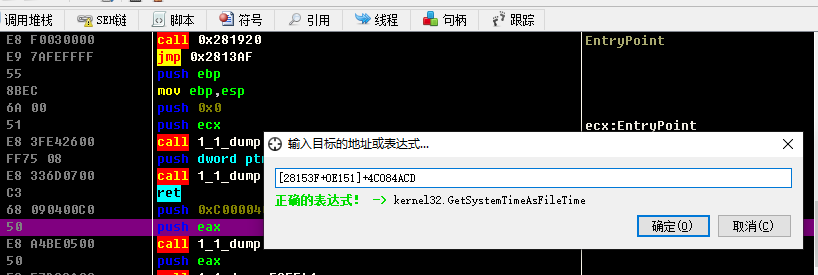 调用堆栈 SEH链 脚本 符号 引用 线程 句柄 跟踪
E8 F0030000 call 0x281920 EntryPoint
E9 7AFEFFFF jmp 0x2813AF
55 push ebp
8BEC mov ebp,esp
6A 00 push 0x0
51 push ecx ecx:EntryPoint
E8 3FE42600 call 1_1_dump
FF75 08 push dword ptr
E8 336D0700 call 1_1_dump
C3 ret
68 090400C0 push 0xC00004
50 push eax
E8 A4BE0500 call 1_1_dump
50 push eax
输入目标的地址或表达式...
[28153F+0E151]+4C084ACD
正确的表达式! -> kernel32.GetSystemTimeAsFileTime
确定(O) 取消(C)